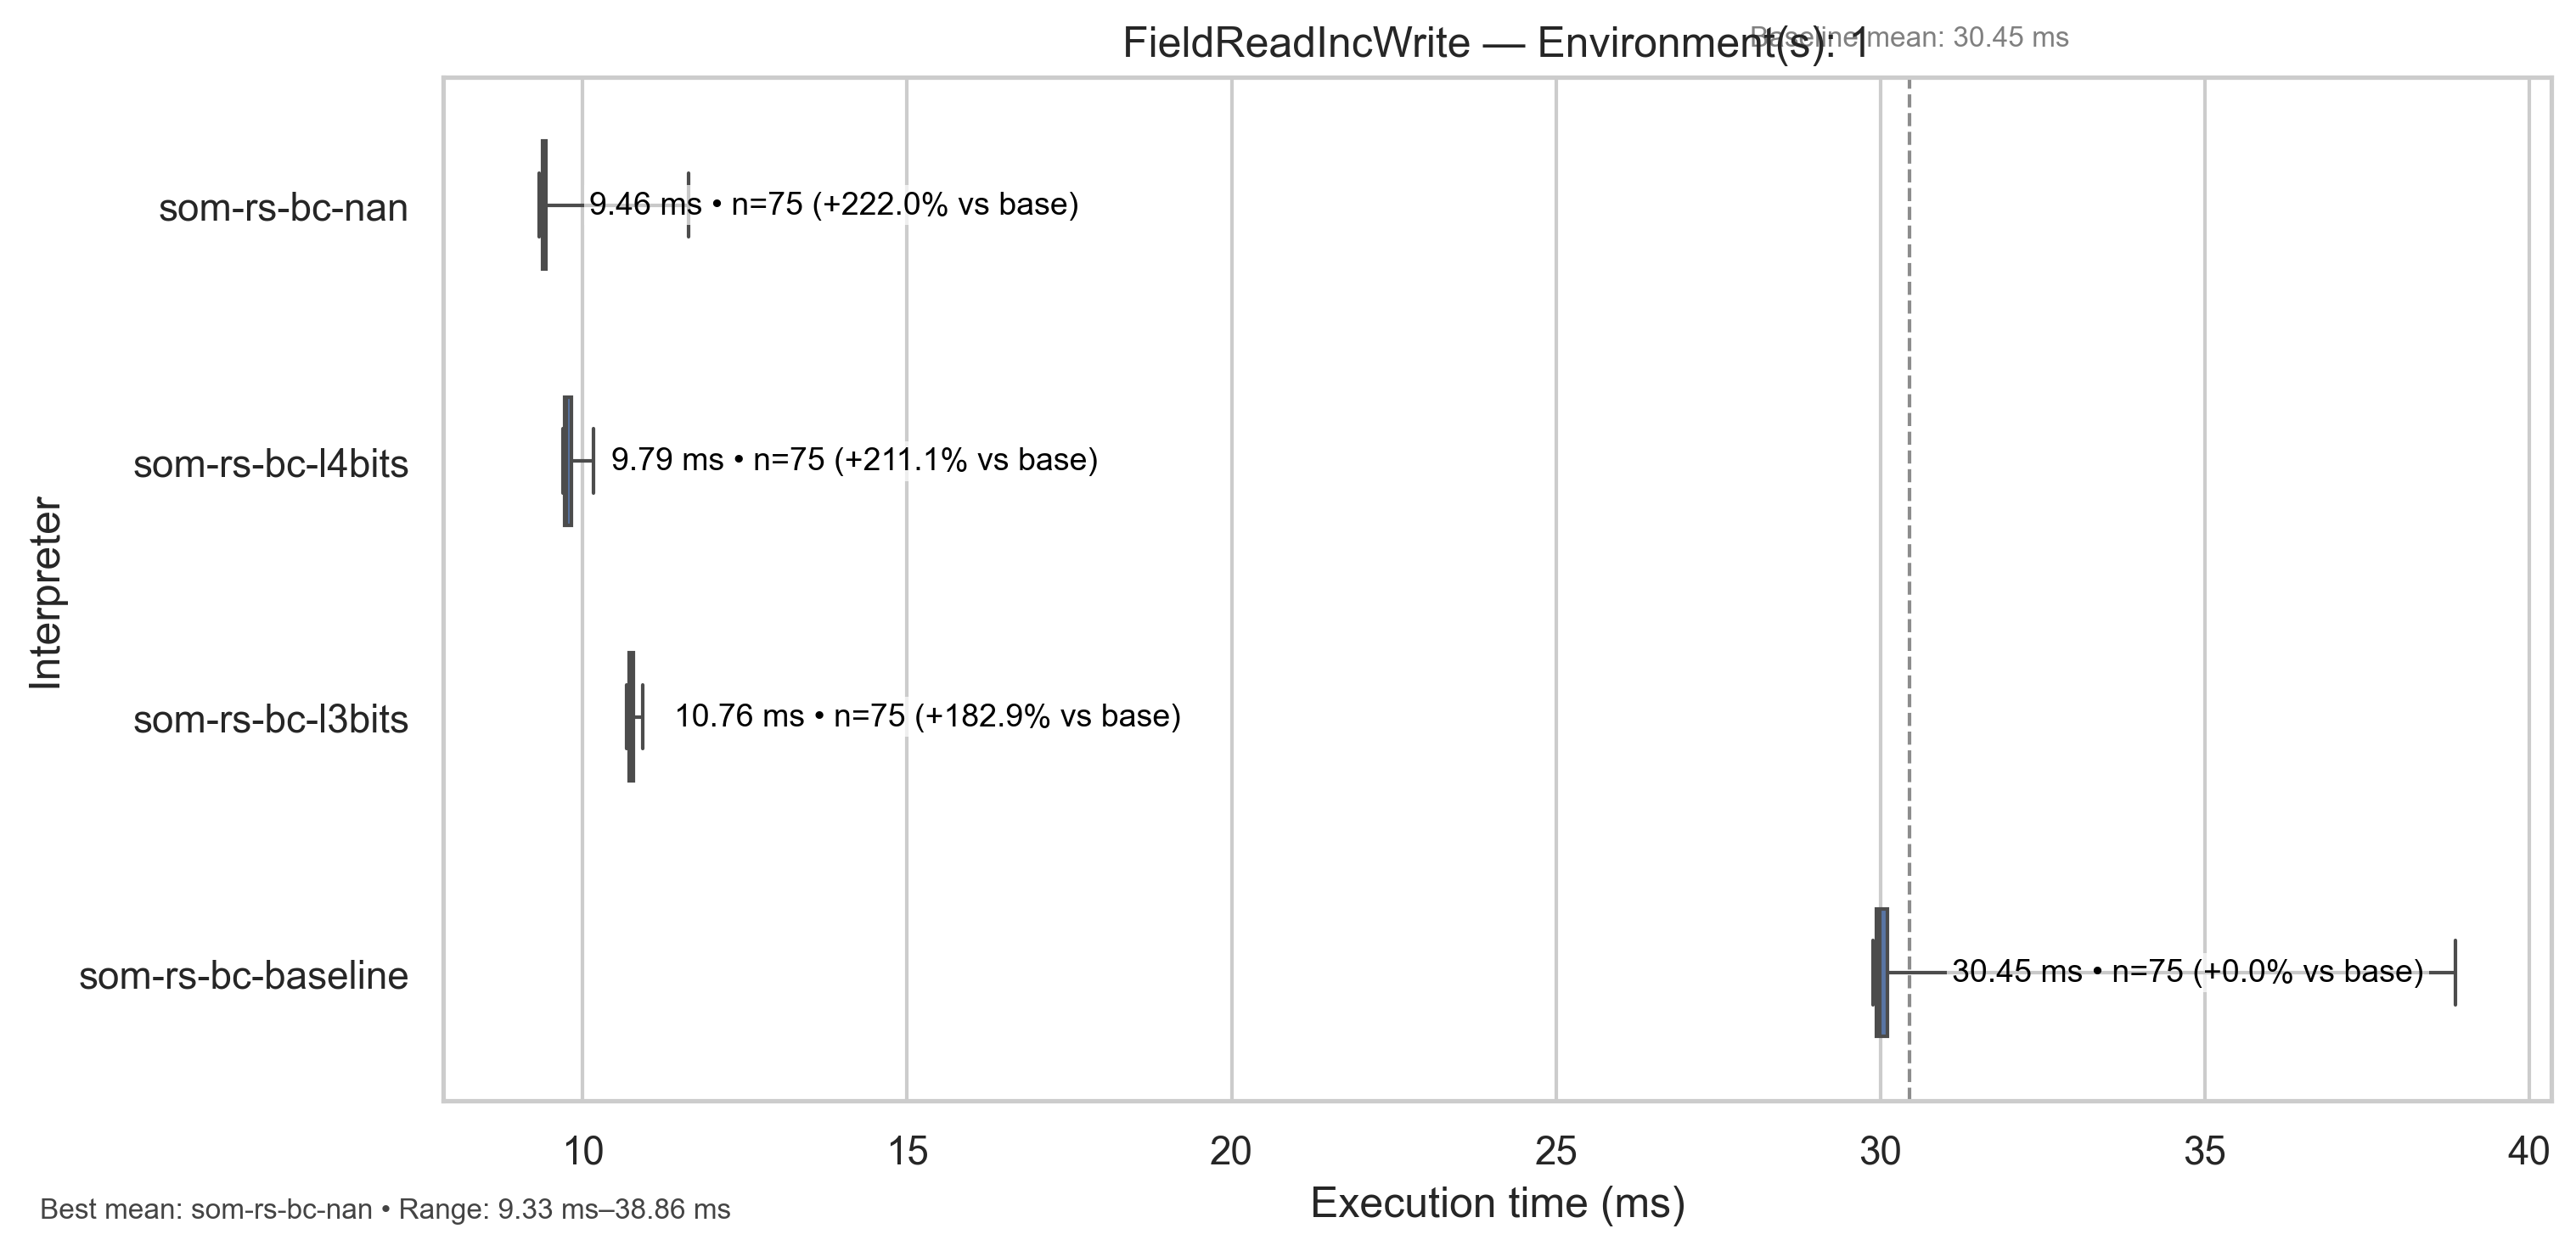 FieldReadIncWrite — Environment(s): 1
Baseline mean: 30.45 ms
som-rs-bc-nan
9.46 ms • n=75 (+222.0% vs base)
som-rs-bc-l4bits
9.79 ms • n=75 (+211.1% vs base)
som-rs-bc-l3bits
10.76 ms • n=75 (+182.9% vs base)
som-rs-bc-baseline
30.45 ms • n=75 (+0.0% vs base)
Interpreter
10 15 20 25 30 35 40
Execution time (ms)
Best mean: som-rs-bc-nan • Range: 9.33 ms–38.86 ms